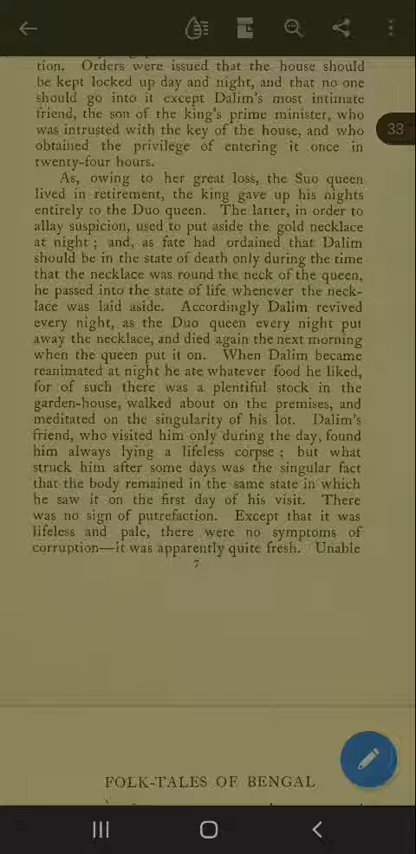 tion. Orders were issued that the house should
be kept locked up day and night, and that no one
should go into it except Dalim's most intimate
friend, the son of the king's prime minister, who
was intrusted with the key of the house, and who
obtained the privilege of entering it once in
twenty-four hours.
33
As, owing to her great loss, the Suo queen
lived in retirement, the king gave up his nights
entirely to the Duo queen. The latter, in order to
allay suspicion, used to put aside the gold necklace
at night; and, as fate had ordained that Dalim
should be in the state of death only during the time
that the necklace was round the neck of the queen,
he passed into the state of life whenever the neck-
lace was laid aside. Accordingly Dalim revived
every night, as the Duo queen every night put
away the necklace, and died again the next morning
when the queen put it on. When Dalim became
reanimated at night he ate whatever food he liked,
for of such there was a plentiful stock in the
garden-house, walked about on the premises, and
meditated on the singularity of his lot. Dalim's
friend, who visited him only during the day, found
him always lying a lifeless corpse; but what
struck him after some days was the singular fact
that the body remained in the same state in which
he saw it on the first day of his visit. There
was no sign of putrefaction. Except that it was
lifeless and pale, there were no symptoms of
corruption—it was apparently quite fresh. Unable
7
FOLK-TALES OF BENGAL